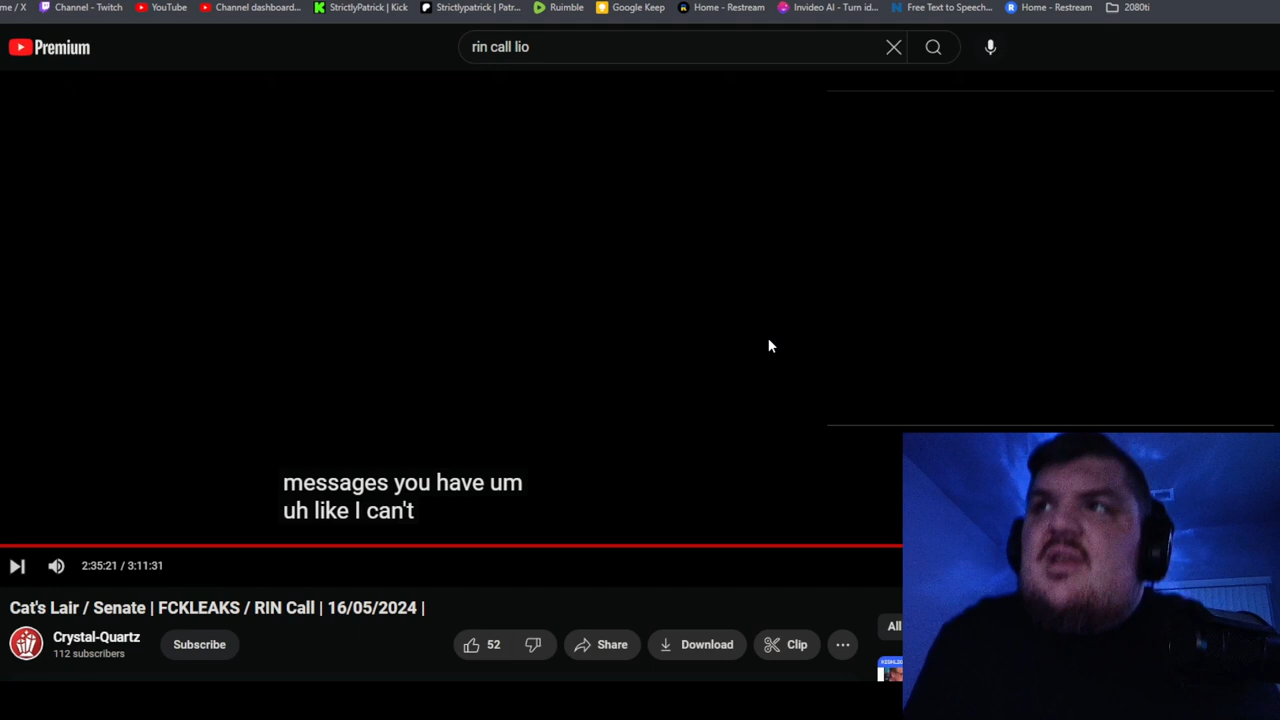 me / X Channel - Twitch YouTube Channel dashboard... StrictlyPatrick | Kick Strictlypatrick | Patr... Rumble Google Keep Home - Restream Invideo AI - Turn id... Free Text to Speech... Home - Restream 2080ti
Premium
rin call lio
messages you have um
uh like I can't
2:35:21 / 3:11:31
Cat's Lair / Senate | FCKLEAKS / RIN Call | 16/05/2024 |
Crystal-Quartz
112 subscribers
Subscribe
52
Share
Download
Clip
All